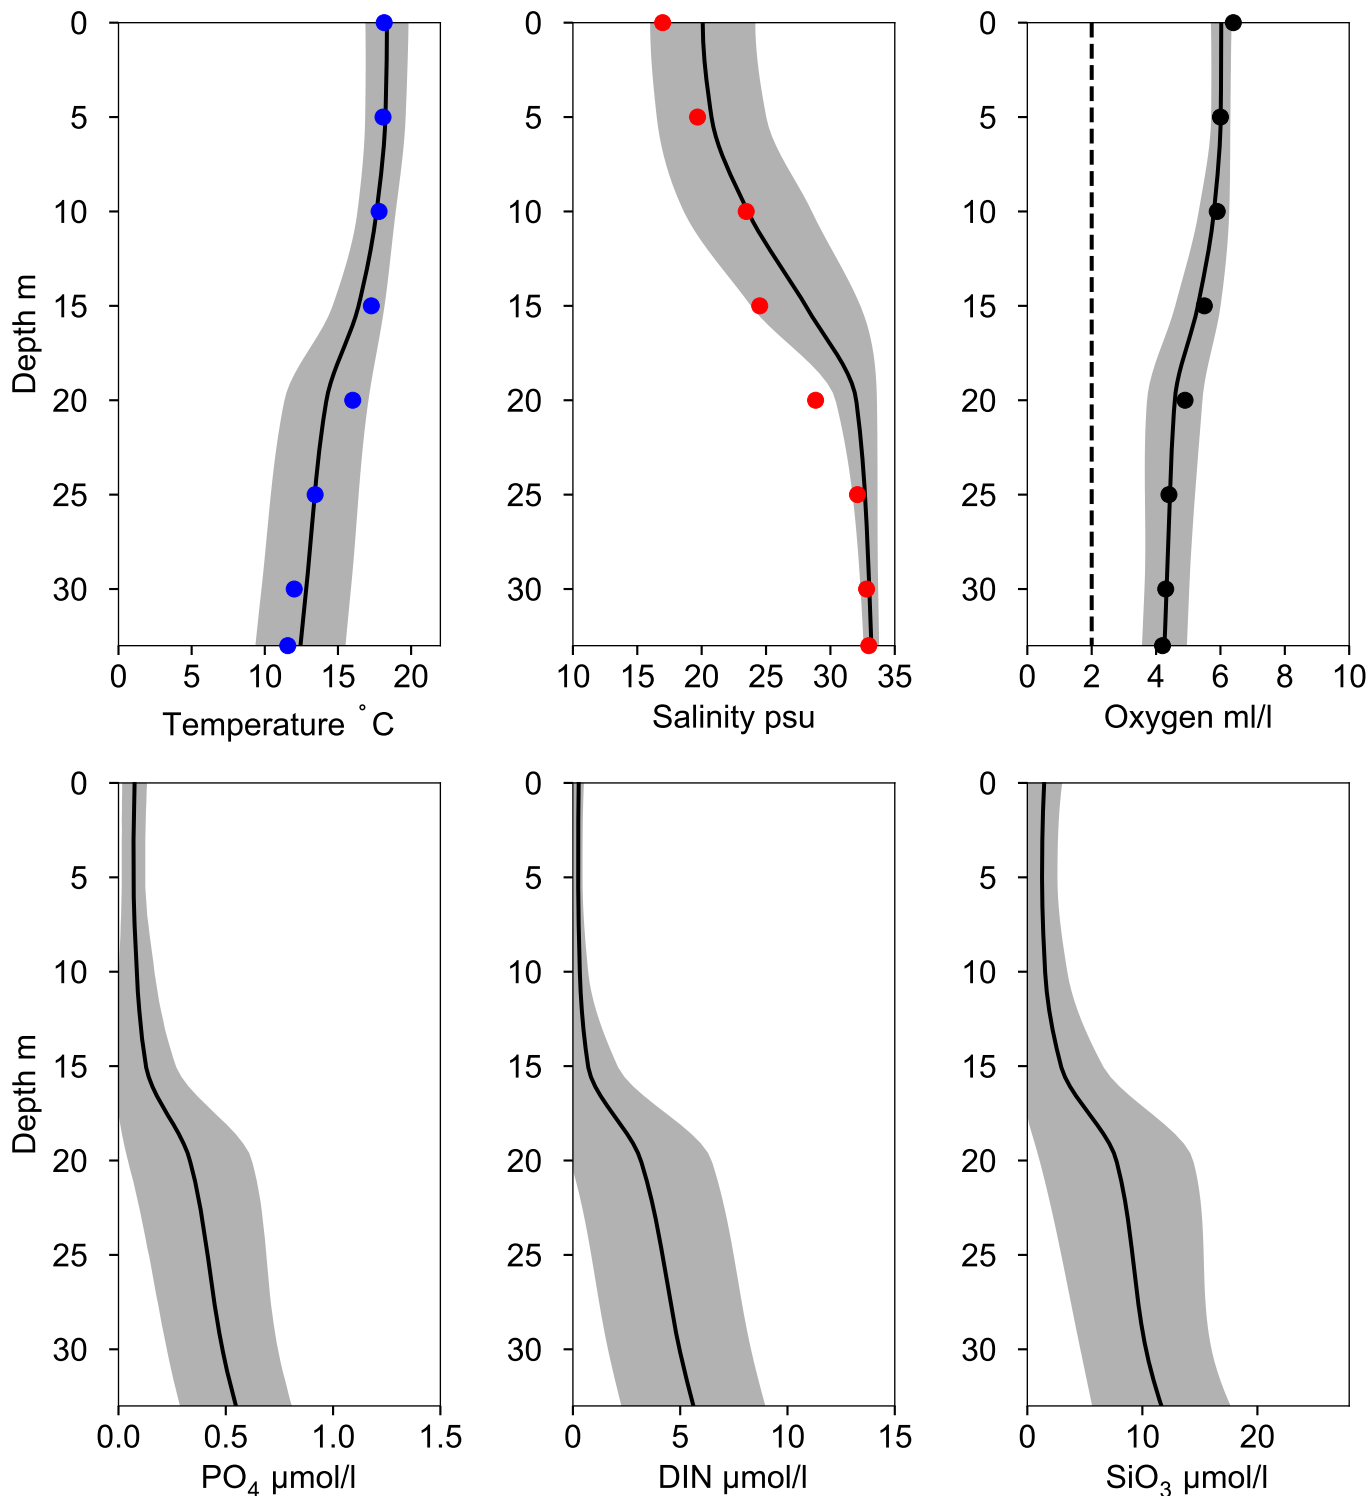 0 0 0
5 5 5
10 10 10
15 15 15
20 20 20
25 25 25
30 30 30
Depth m
0 5 10 15 20 10 15 20 25 30 35 0 2 4 6 8 10
Temperature °C Salinity psu Oxygen ml/l
0 0 0
5 5 5
10 10 10
15 15 15
20 20 20
25 25 25
30 30 30
Depth m
0.0 0.5 1.0 1.5 0 5 10 15 0 10 20
PO₄ µmol/l DIN µmol/l SiO₃ µmol/l